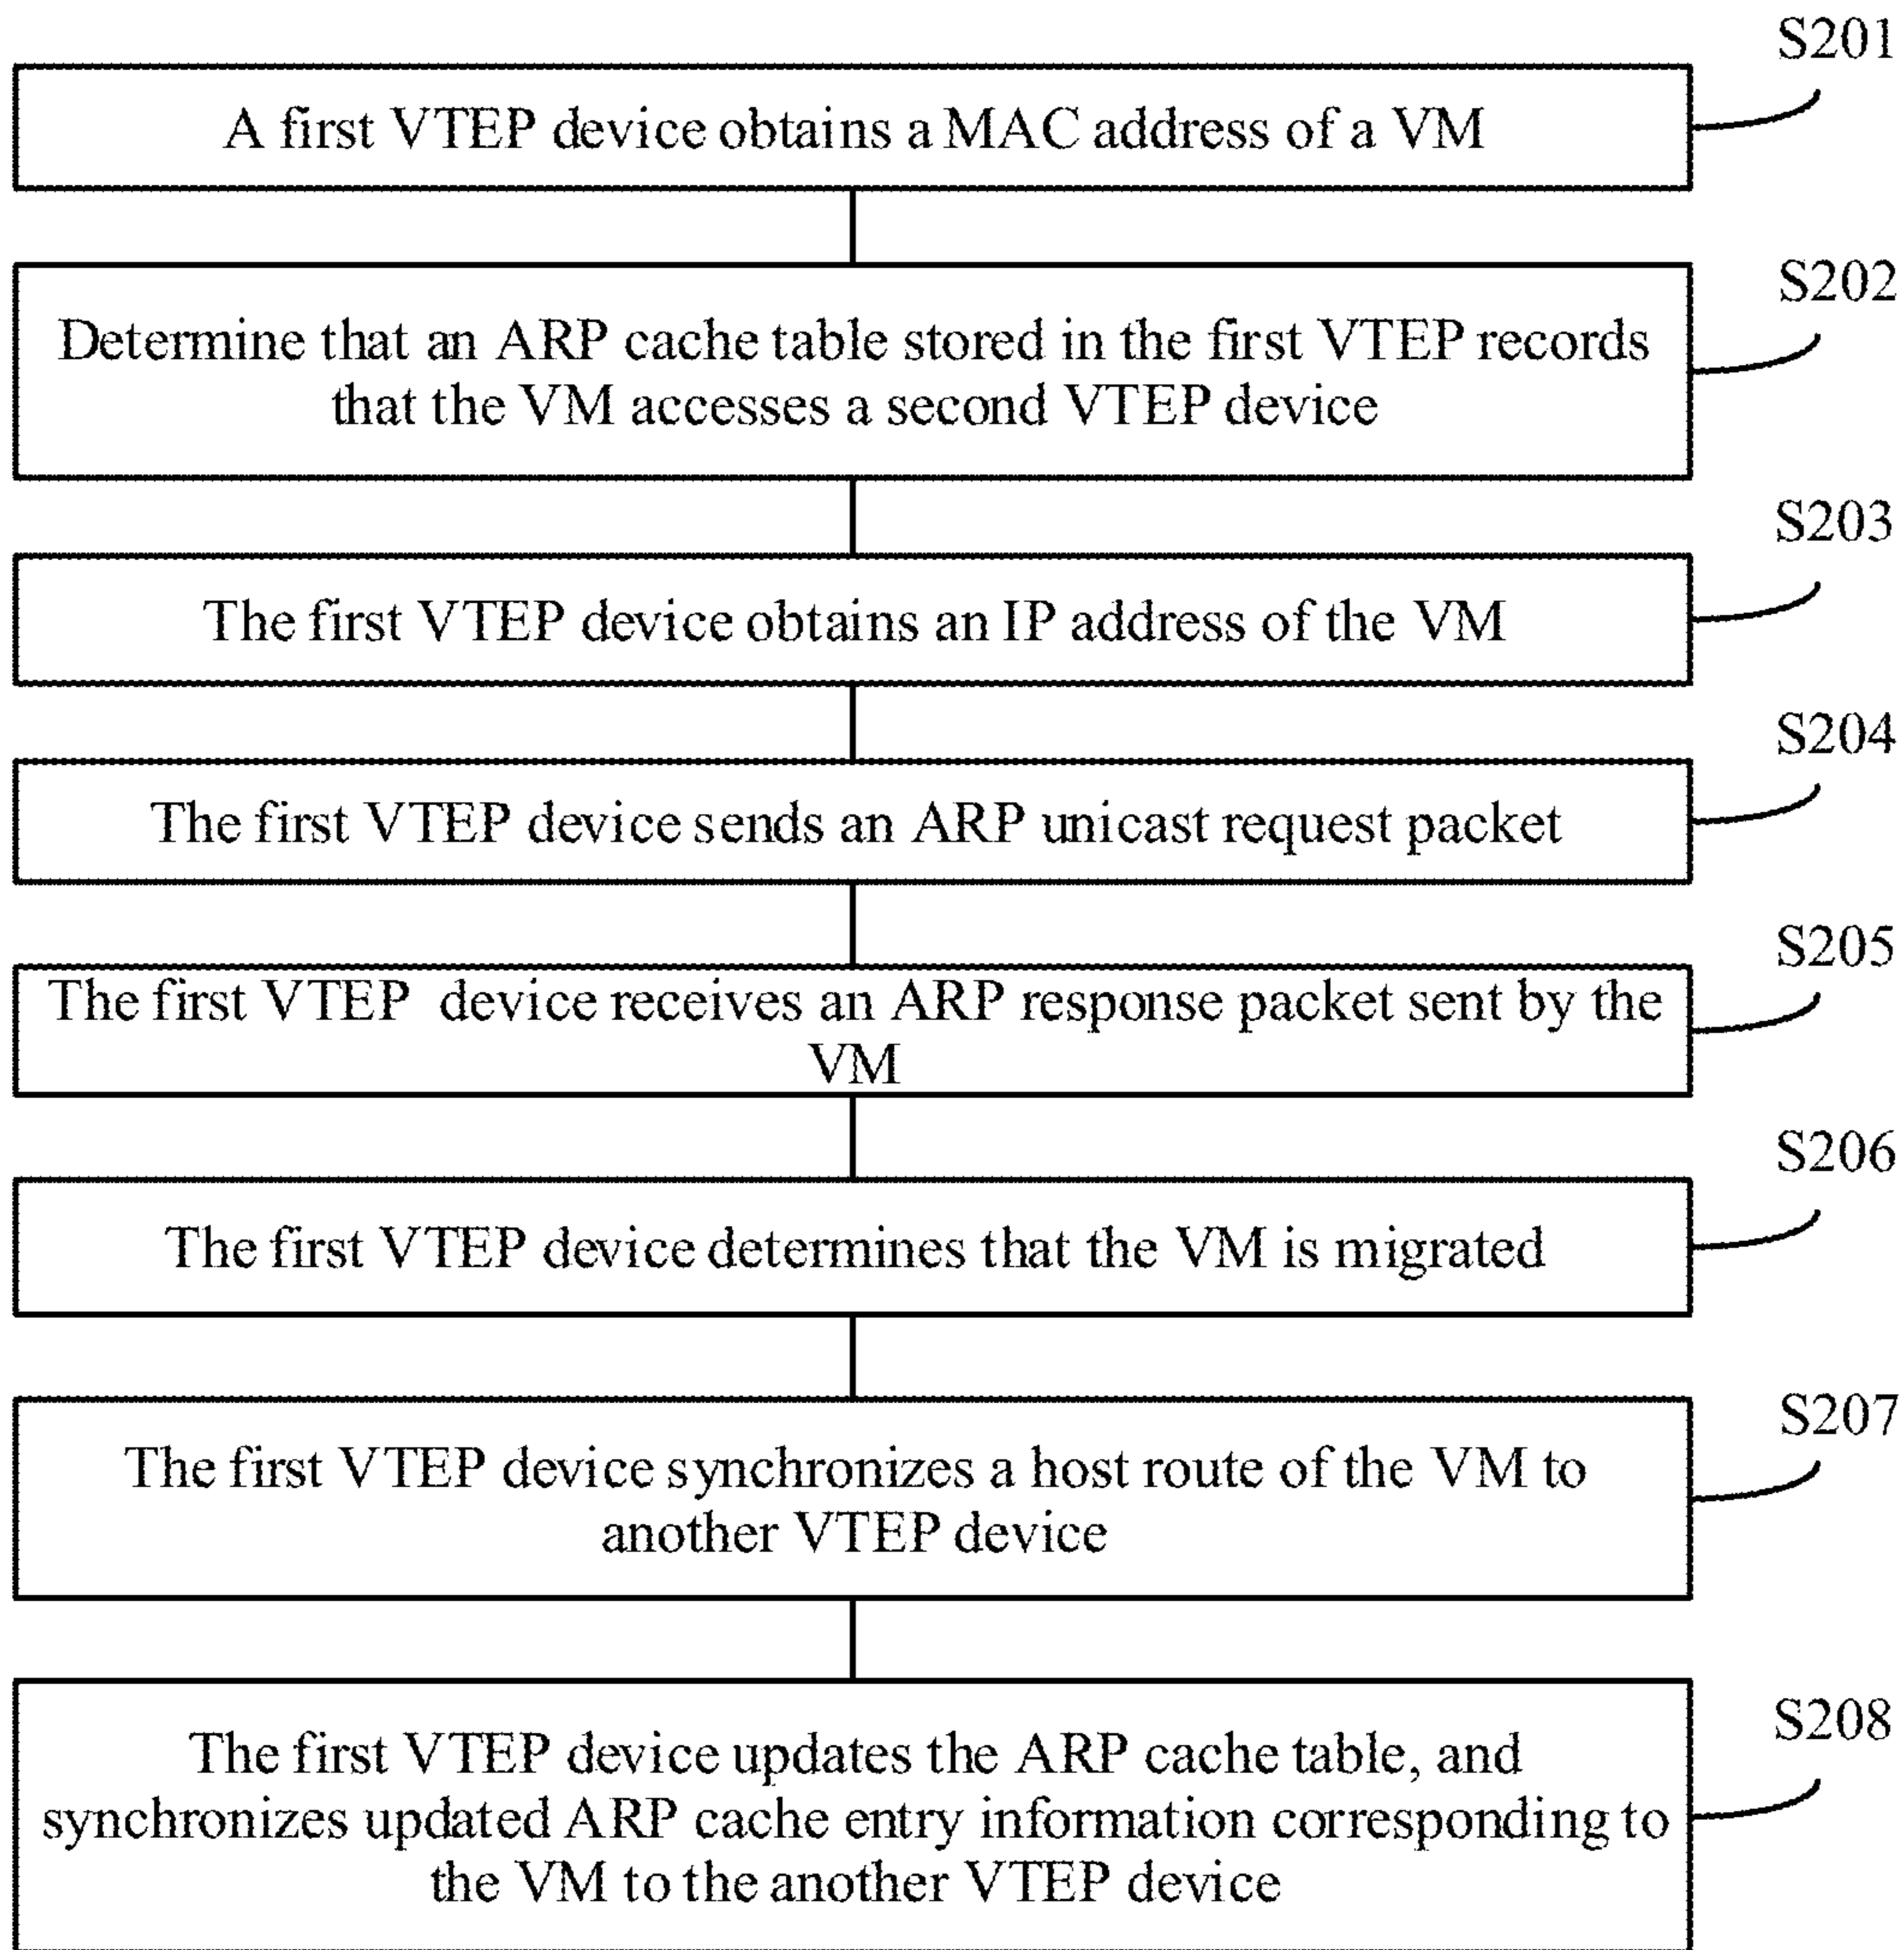 S201
A first VTEP device obtains a MAC address of a VM
S202
Determine that an ARP cache table stored in the first VTEP records
that the VM accesses a second VTEP device
S203
The first VTEP device obtains an IP address of the VM
S204
The first VTEP device sends an ARP unicast request packet
S205
The first VTEP device receives an ARP response packet sent by the
VM
S206
The first VTEP device determines that the VM is migrated
S207
The first VTEP device synchronizes a host route of the VM to
another VTEP device
S208
The first VTEP device updates the ARP cache table, and
synchronizes updated ARP cache entry information corresponding to
the VM to the another VTEP device